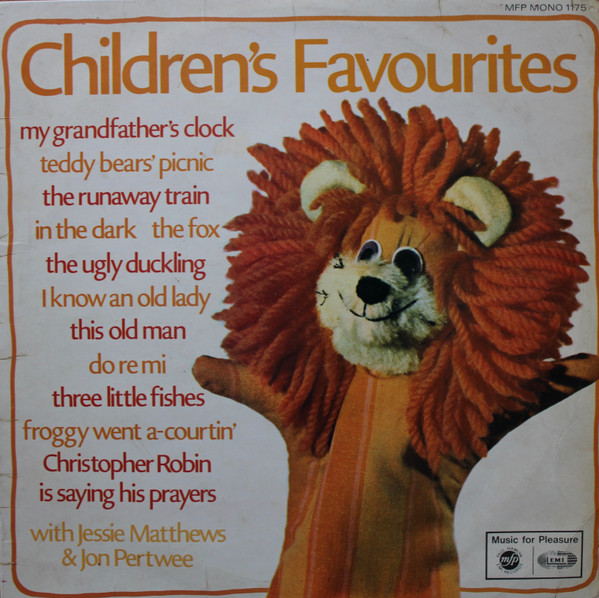 MFP MONO 1175
Children's Favourites
my grandfather's clock
teddy bears' picnic
the runaway train
in the dark the fox
the ugly duckling
I know an old lady
this old man
do re mi
three little fishes
froggy went a-courtin'
Christopher Robin
is saying his prayers
with Jessie Matthews
& Jon Pertwee
Music for Pleasure
mfp
EMI